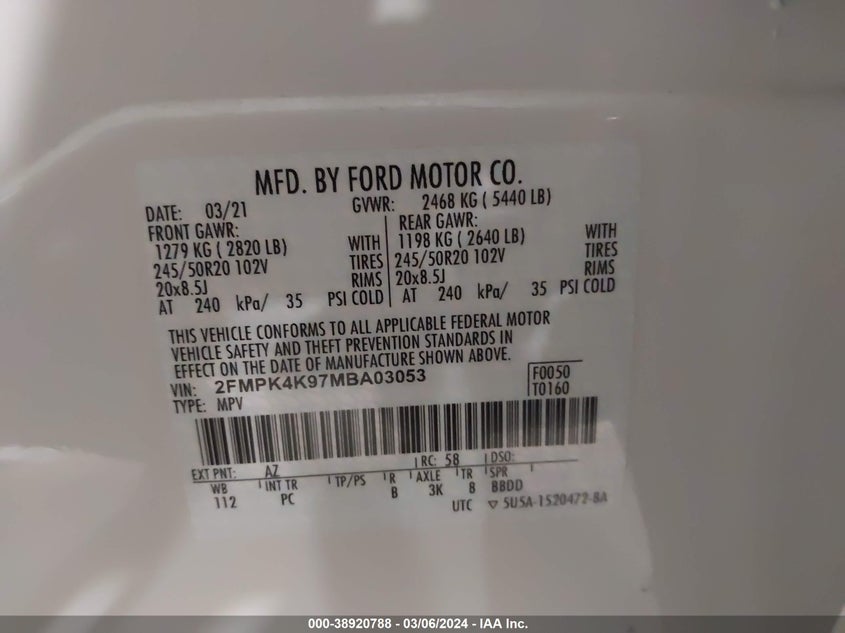 MFD. BY FORD MOTOR CO.
DATE: 03/21 GVWR: 2468 KG ( 5440 LB)
FRONT GAWR: REAR GAWR:
1279 KG ( 2820 LB) WITH 1198 KG ( 2640 LB) WITH
245/50R20 102V TIRES 245/50R20 102V TIRES
20x8.5J RIMS 20x8.5J RIMS
AT 240 kPa/ 35 PSI COLD AT 240 kPa/ 35 PSI COLD
THIS VEHICLE CONFORMS TO ALL APPLICABLE FEDERAL MOTOR
VEHICLE SAFETY AND THEFT PREVENTION STANDARDS IN
EFFECT ON THE DATE OF MANUFACTURE SHOWN ABOVE.
VIN: 2FMPK4K97MBA03053 F0050
TYPE: MPV T0160
EXT PNT: AZ RC: 58 DSO:
WB INT TR TP/PS R AXLE TR SPR
112 PC B 3K 8 BBDD
UTC ▽ 5U5A-1520472-BA
000-38920788 - 03/06/2024 - IAA Inc.